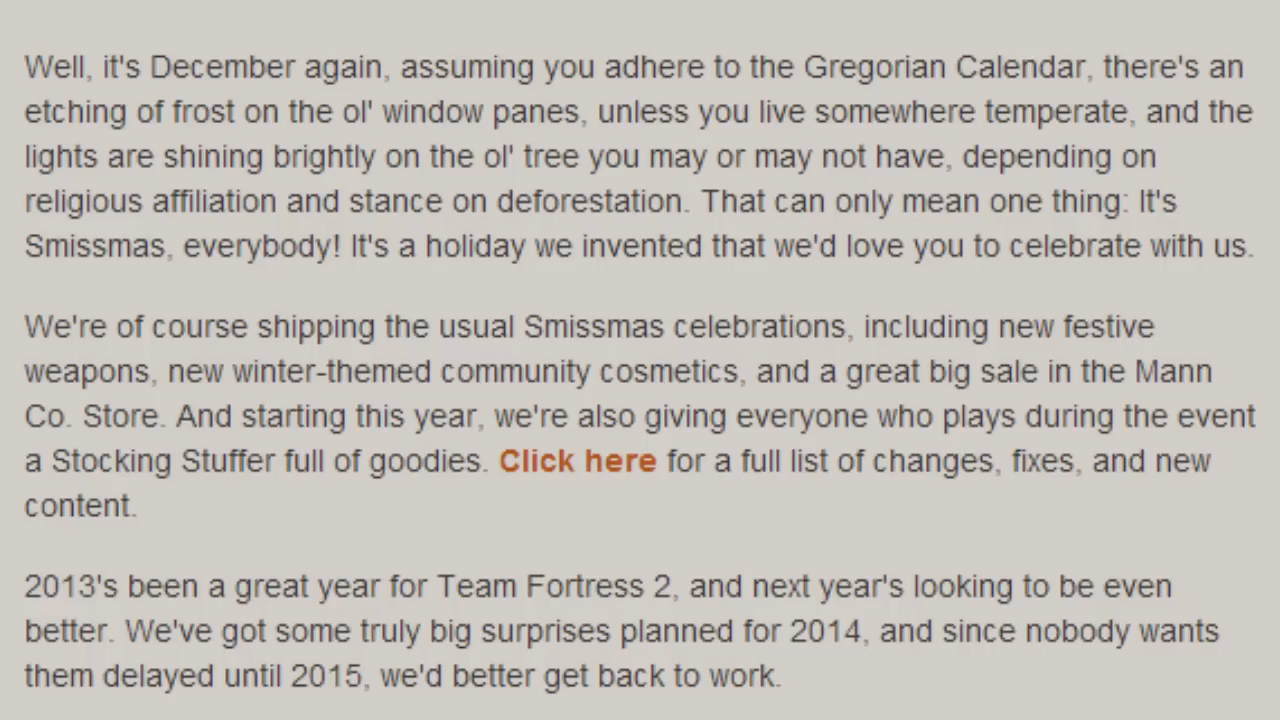 Well, it's December again, assuming you adhere to the Gregorian Calendar, there's an
etching of frost on the ol' window panes, unless you live somewhere temperate, and the
lights are shining brightly on the ol' tree you may or may not have, depending on
religious affiliation and stance on deforestation. That can only mean one thing: It's
Smissmas, everybody! It's a holiday we invented that we'd love you to celebrate with us.
We're of course shipping the usual Smissmas celebrations, including new festive
weapons, new winter-themed community cosmetics, and a great big sale in the Mann
Co. Store. And starting this year, we're also giving everyone who plays during the event
a Stocking Stuffer full of goodies. Click here for a full list of changes, fixes, and new
content.
2013's been a great year for Team Fortress 2, and next year's looking to be even
better. We've got some truly big surprises planned for 2014, and since nobody wants
them delayed until 2015, we'd better get back to work.